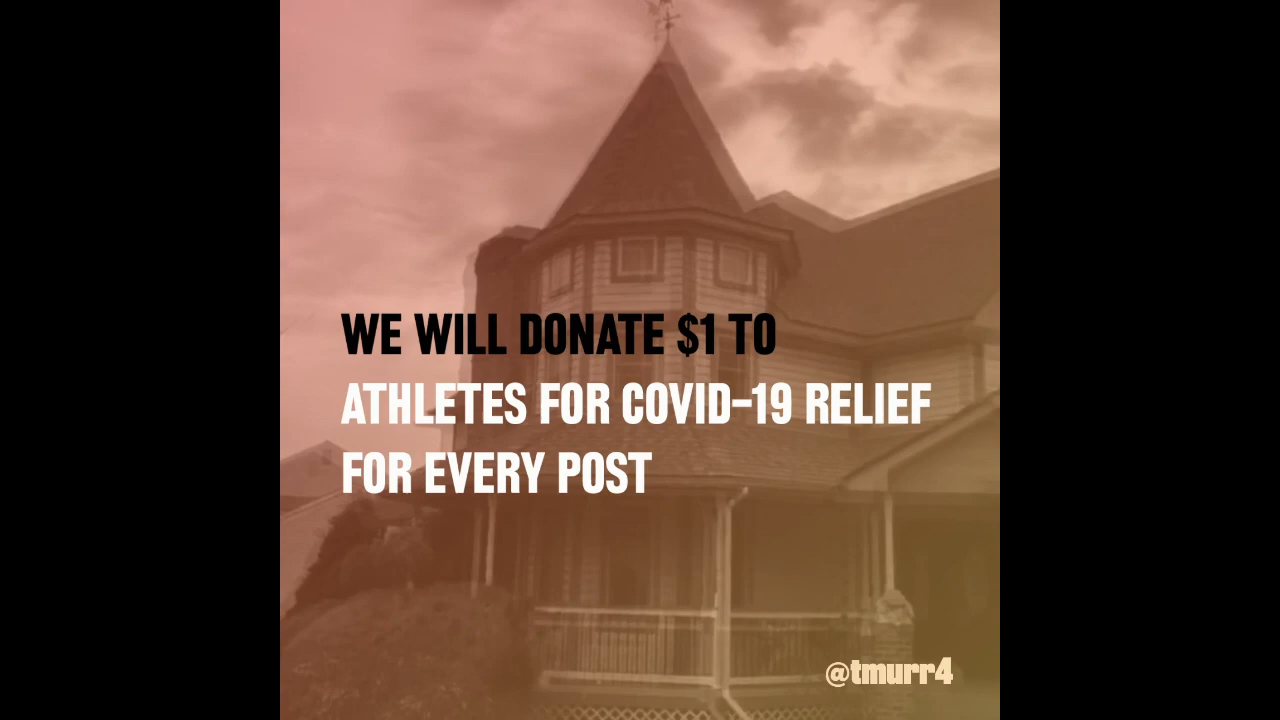 WE WILL DONATE $1 TO
ATHLETES FOR COVID-19 RELIEF
FOR EVERY POST
@tmurr4